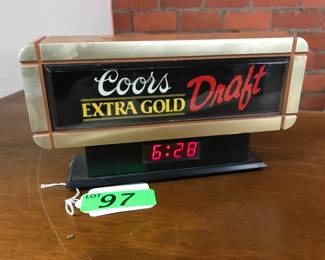 Coors Draft
EXTRA GOLD
6:28
LOT 97